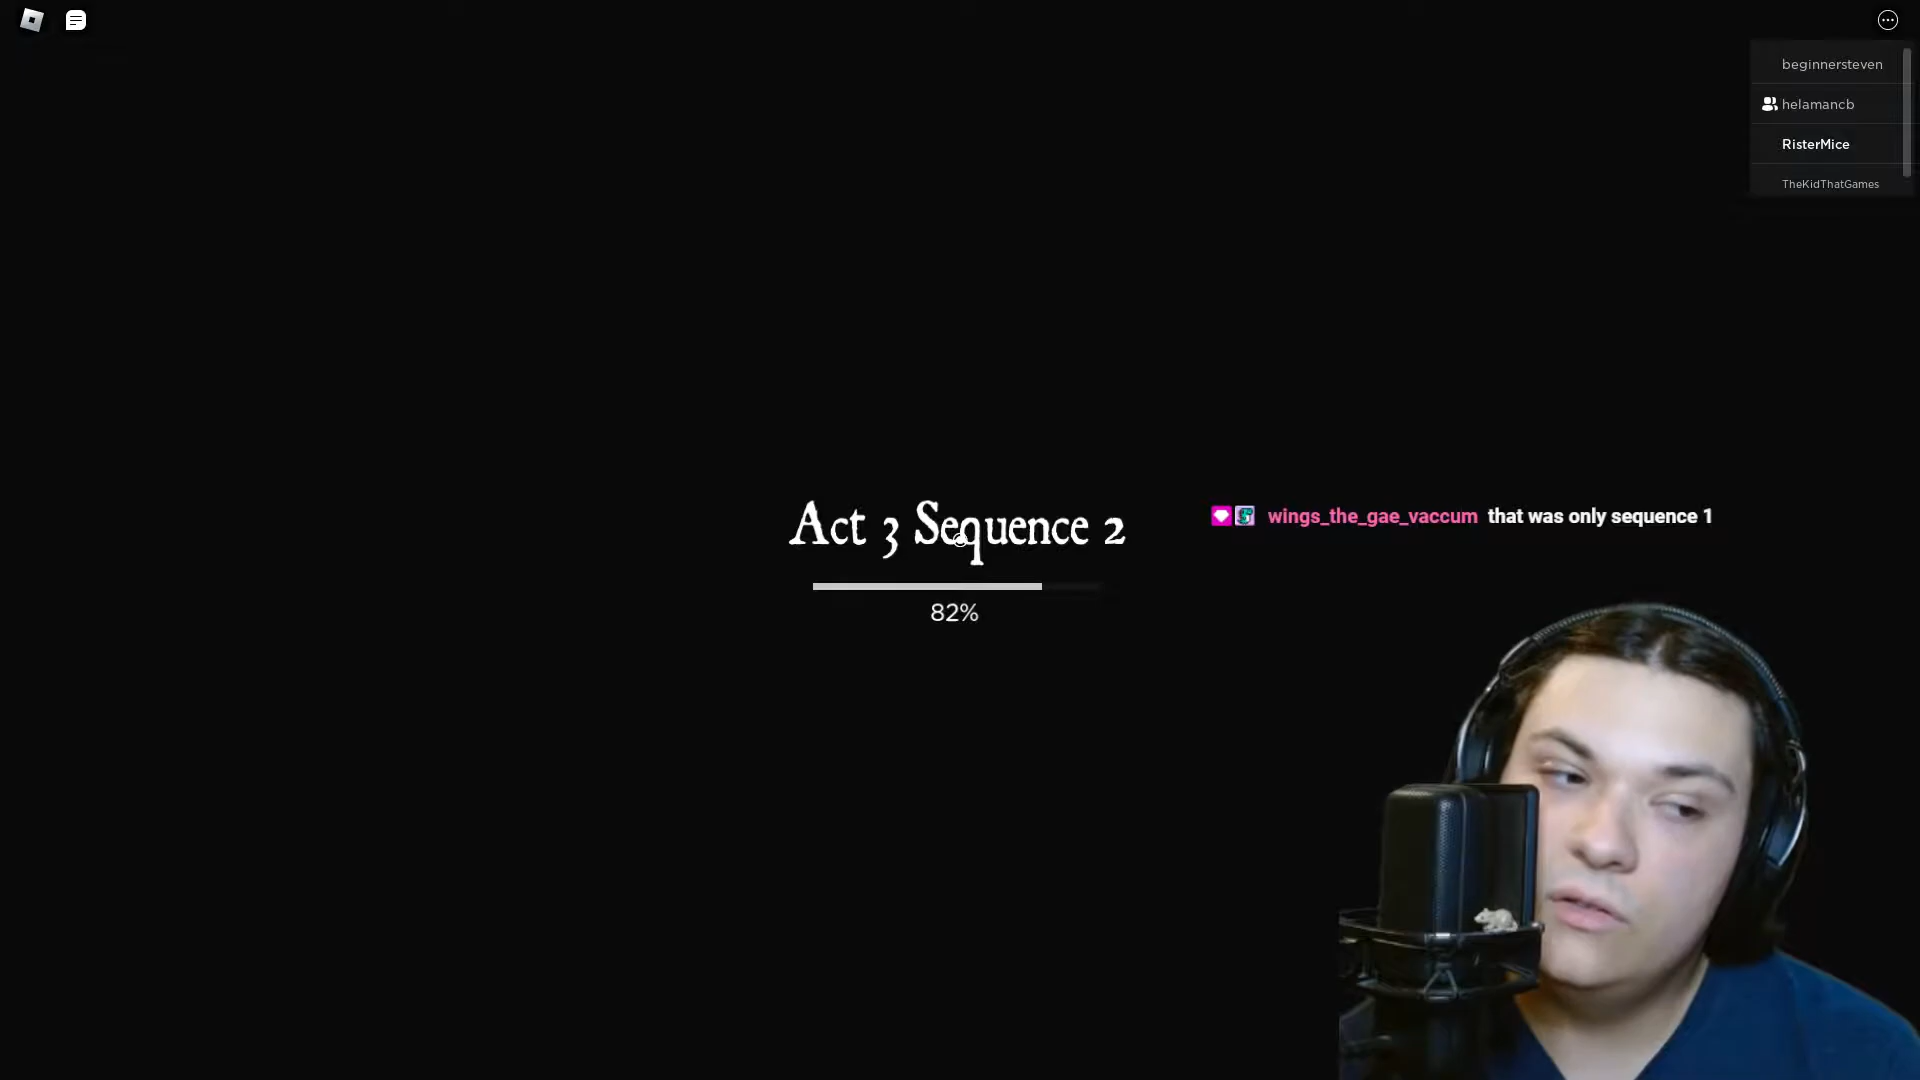 beginnersteven
helamancb
RisterMice
TheKidThatGames
Act 3 Sequence 2
82%
wings_the_gae_vaccum that was only sequence 1